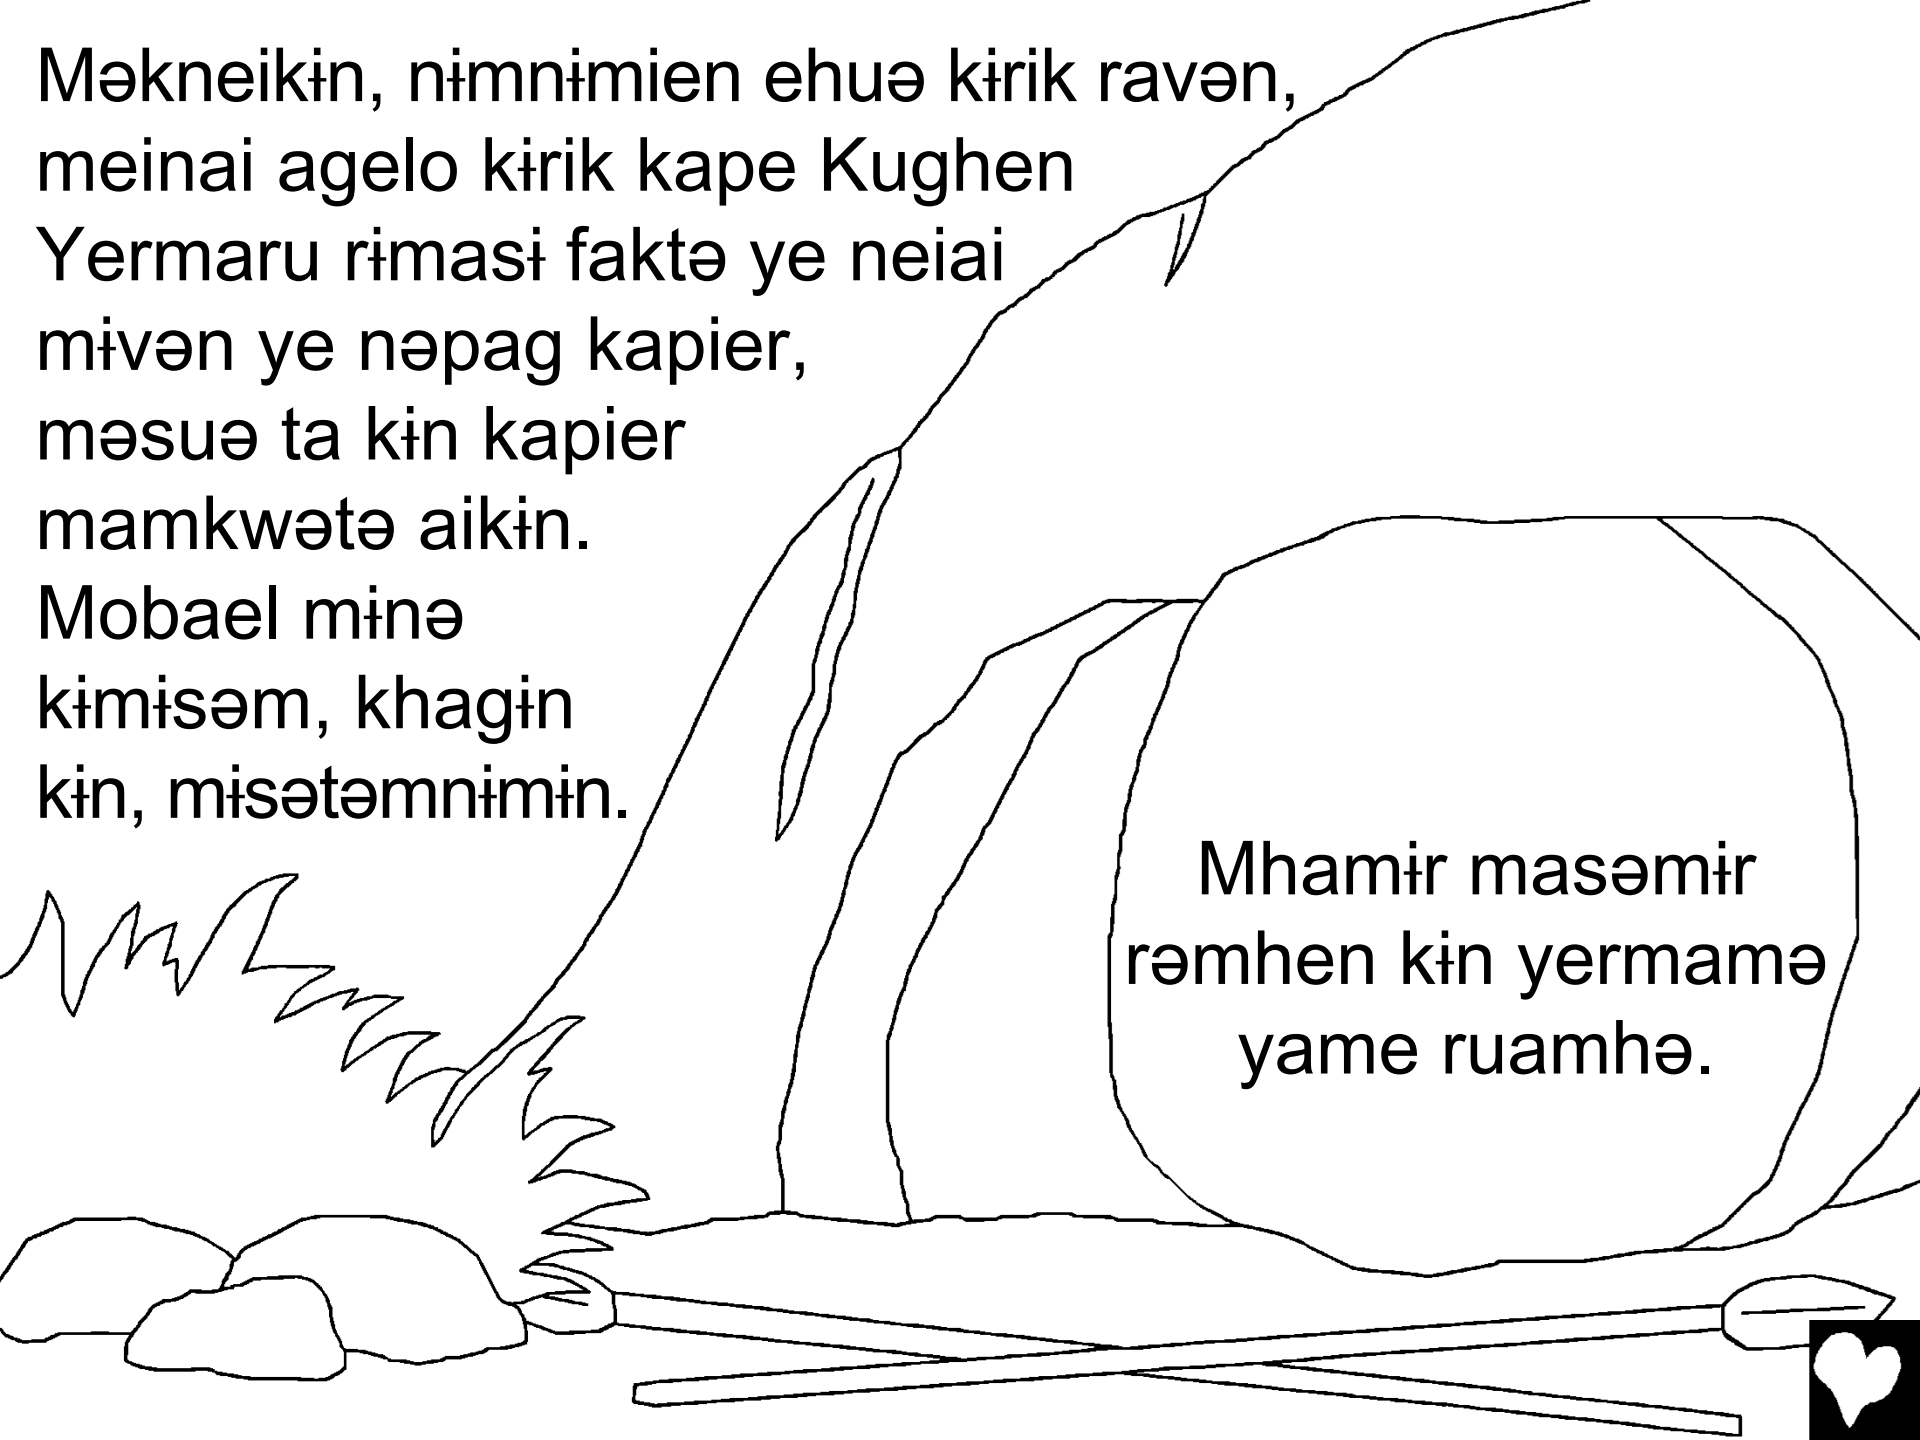 Məkneikɨn, nɨmnɨmien ehuə kɨrik ravən,
meinai agelo kɨrik kape Kughen
Yermaru rɨmasɨ faktə ye neiai
mɨvən ye nəpag kapier,
məsuə ta kɨn kapier
mamkwətə aikɨn.
Mobael mɨnə
kɨmɨsəm, khagɨn
kɨn, mɨsətəmnɨmɨn.
Mhamɨr masəmɨr
rəmhen kɨn yermamə
yame ruamhə.